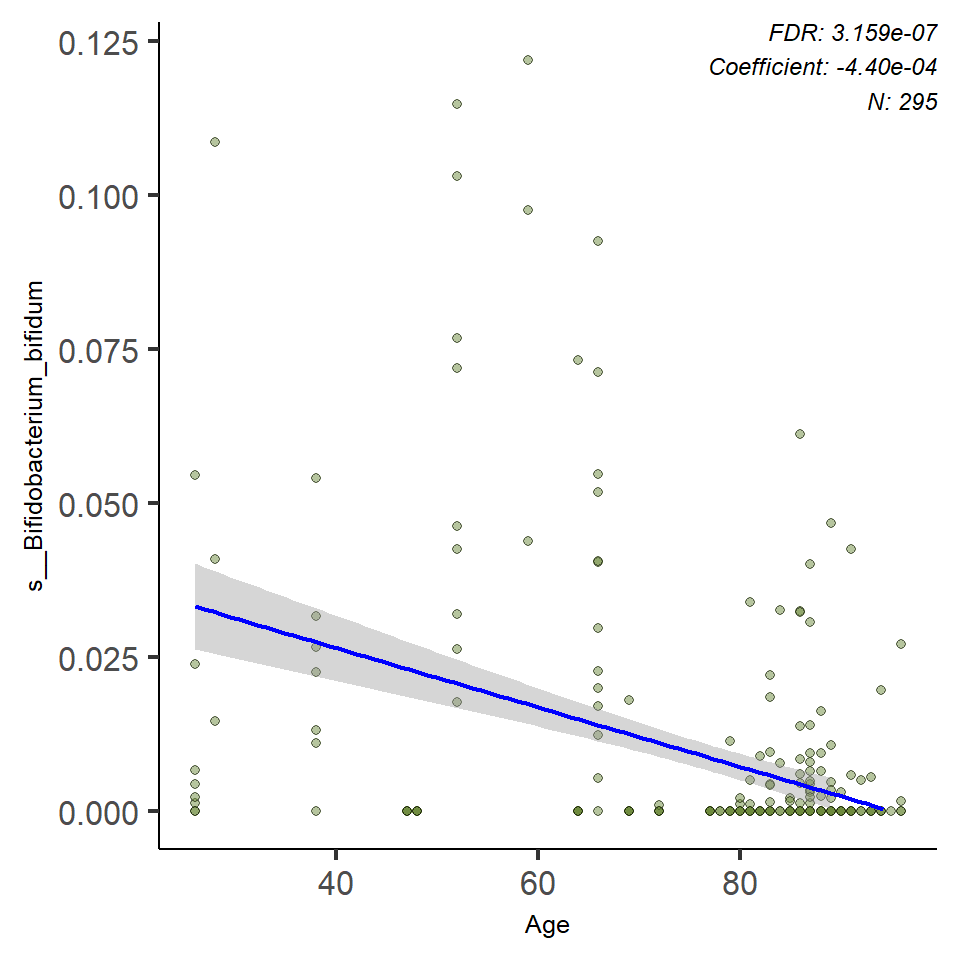 FDR: 3.159e-07
Coefficient: -4.40e-04
N: 295
s__Bifidobacterium_bifidum
0.125
0.100
0.075
0.050
0.025
0.000
40 60 80
Age